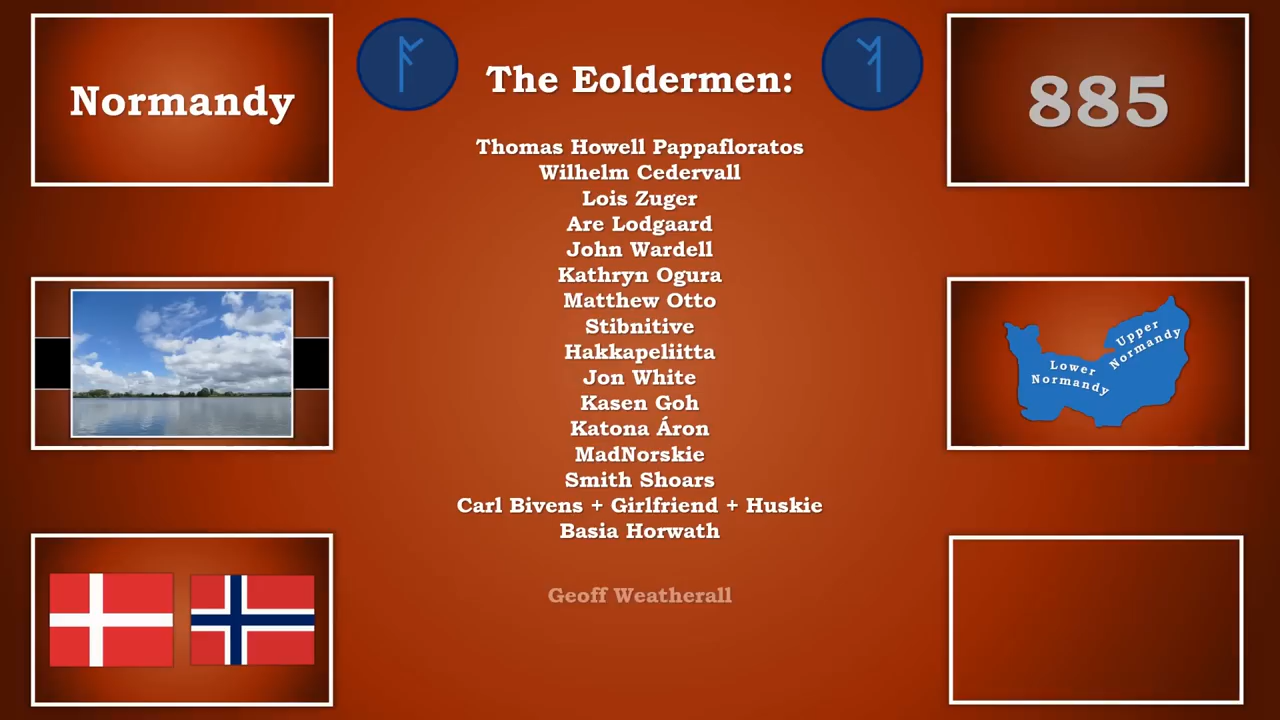 Normandy
The Eoldermen:
885
Thomas Howell Pappafloratos
Wilhelm Cedervall
Lois Zuger
Are Lodgaard
John Wardell
Kathryn Ogura
Matthew Otto
Stibnitive
Hakkapeliitta
Jon White
Kasen Goh
Katona Áron
MadNorskie
Smith Shoars
Carl Bivens + Girlfriend + Huskie
Basia Horwath
Geoff Weatherall
Upper
Normandy
Lower
Normandy